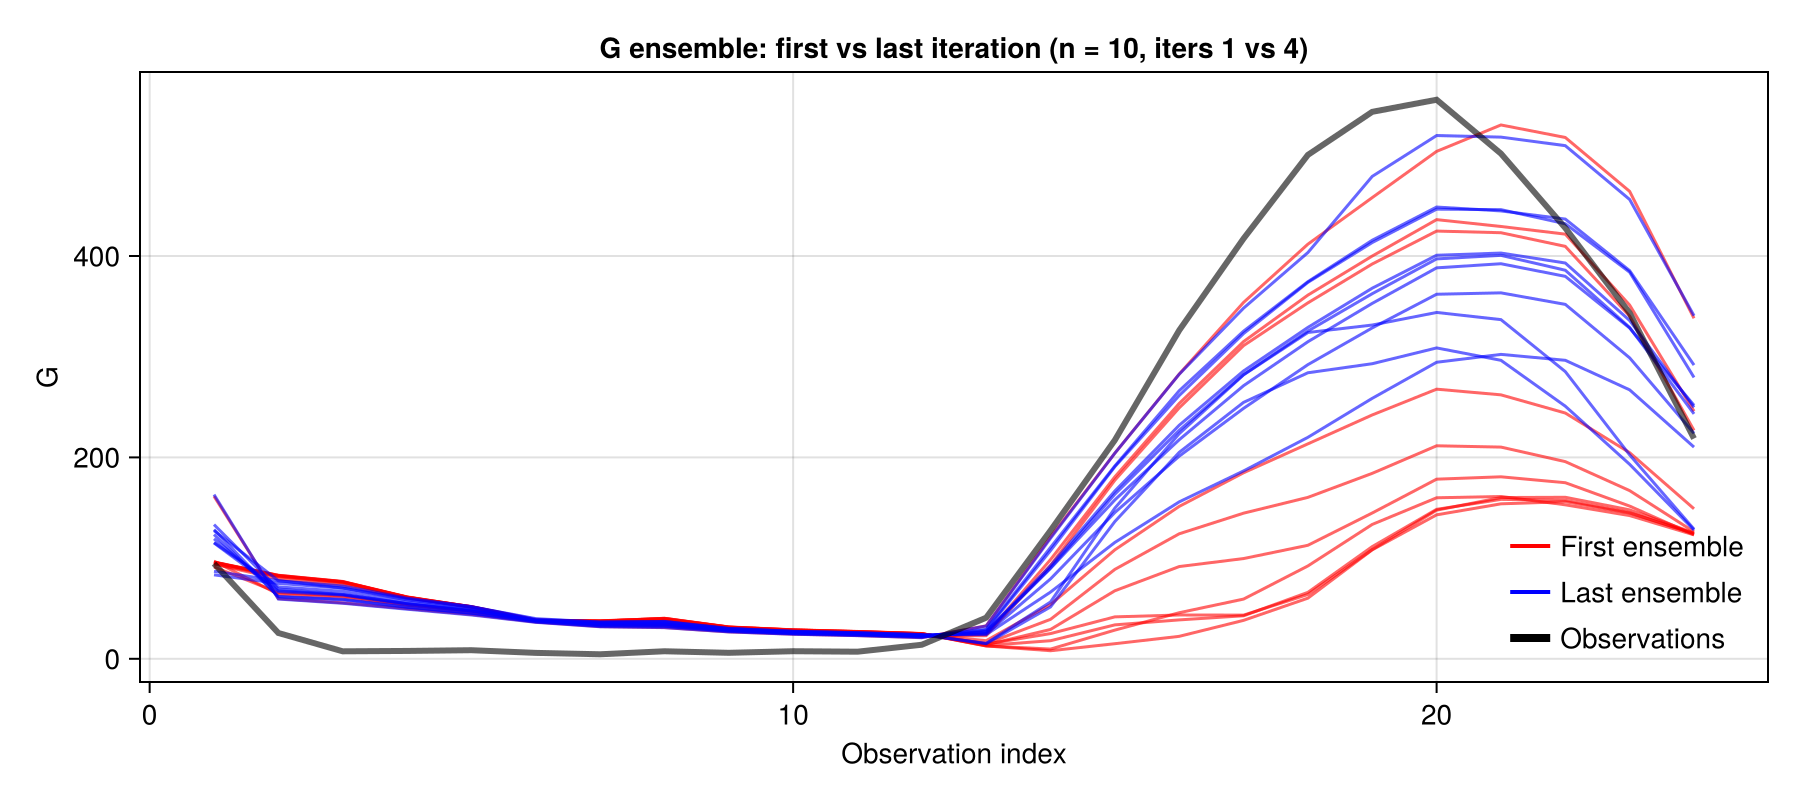 G ensemble: first vs last iteration (n = 10, iters 1 vs 4)
G
400
200
0
0
10
20
Observation index
First ensemble
Last ensemble
Observations